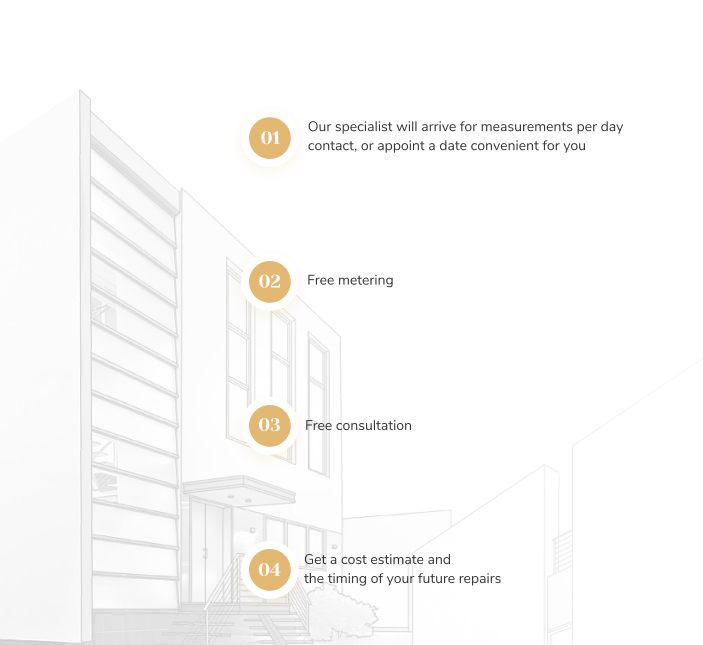 01
Our specialist will arrive for measurements per day
contact, or appoint a date convenient for you
02
Free metering
03
Free consultation
04
Get a cost estimate and
the timing of your future repairs